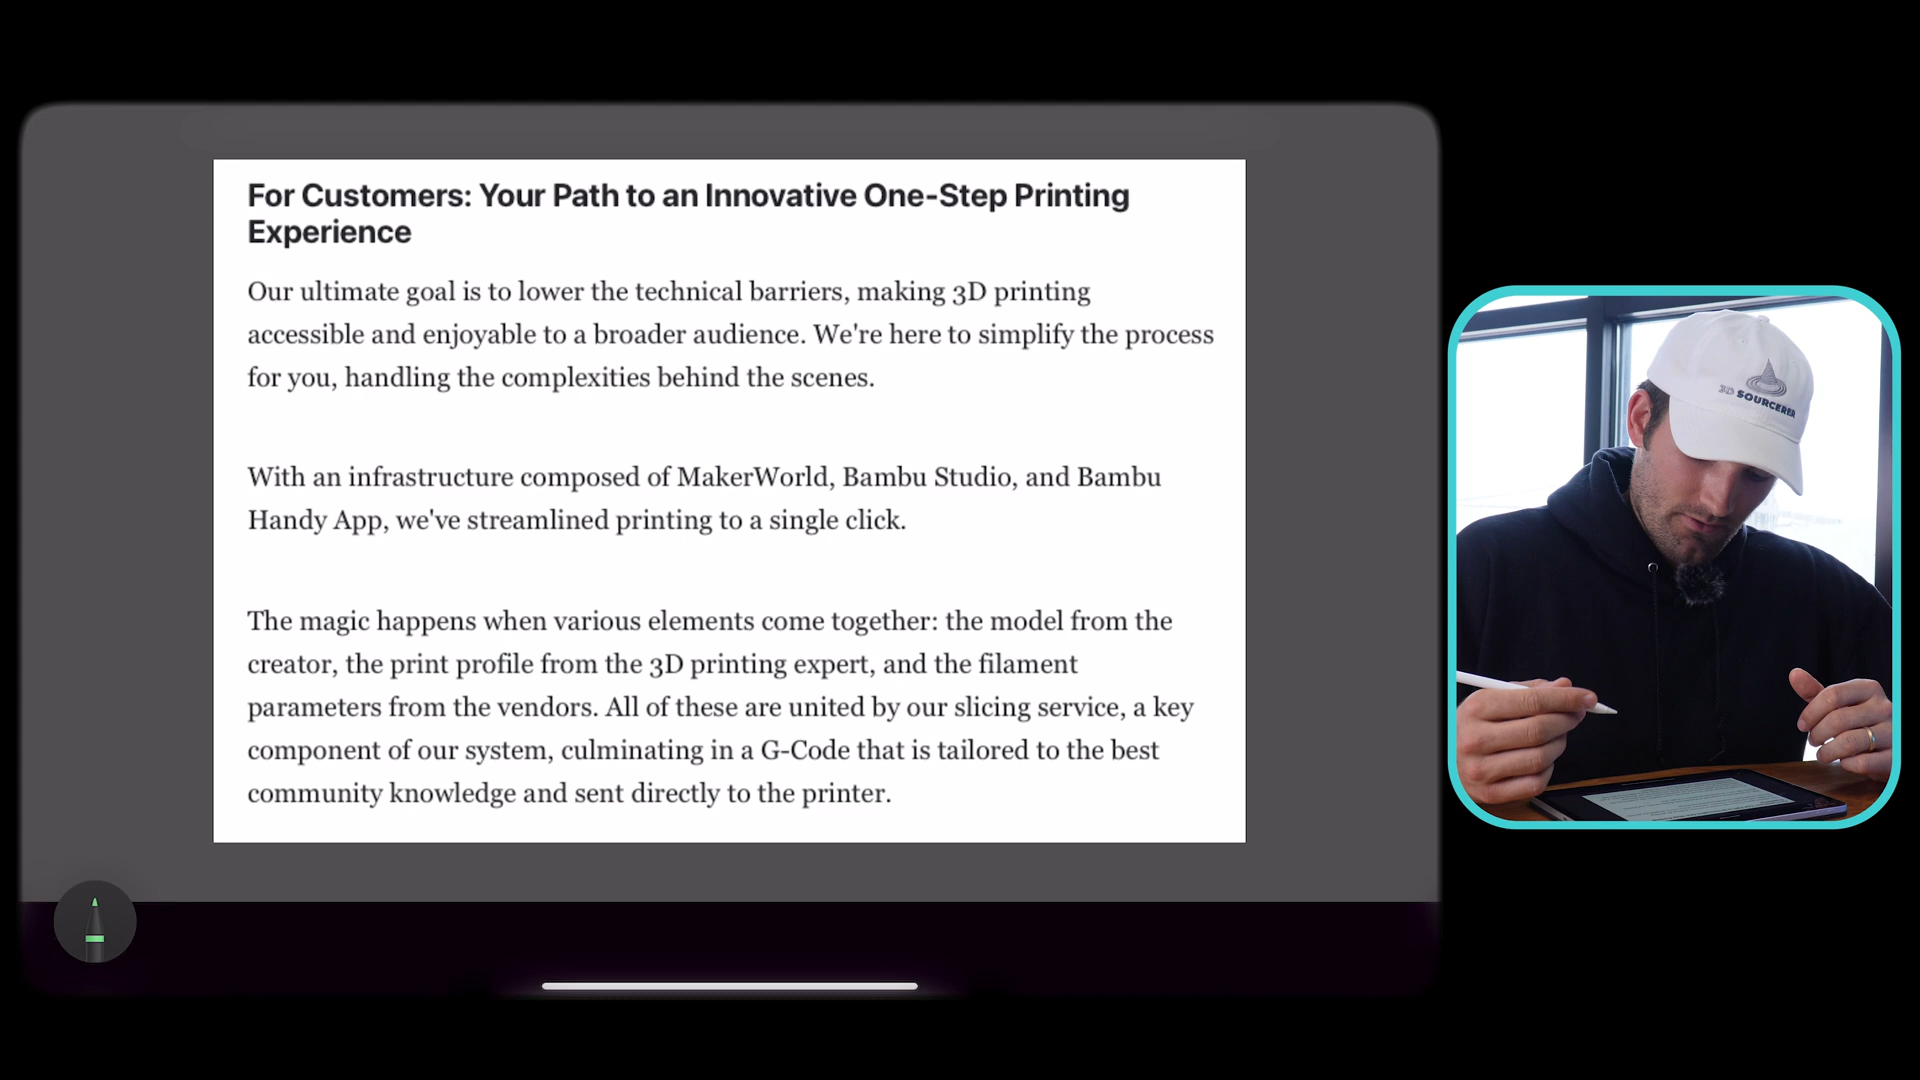 For Customers: Your Path to an Innovative One-Step Printing
Experience
Our ultimate goal is to lower the technical barriers, making 3D printing
accessible and enjoyable to a broader audience. We're here to simplify the process
for you, handling the complexities behind the scenes.
With an infrastructure composed of MakerWorld, Bambu Studio, and Bambu
Handy App, we've streamlined printing to a single click.
The magic happens when various elements come together: the model from the
creator, the print profile from the 3D printing expert, and the filament
parameters from the vendors. All of these are united by our slicing service, a key
component of our system, culminating in a G-Code that is tailored to the best
community knowledge and sent directly to the printer.
3D SOURCERER